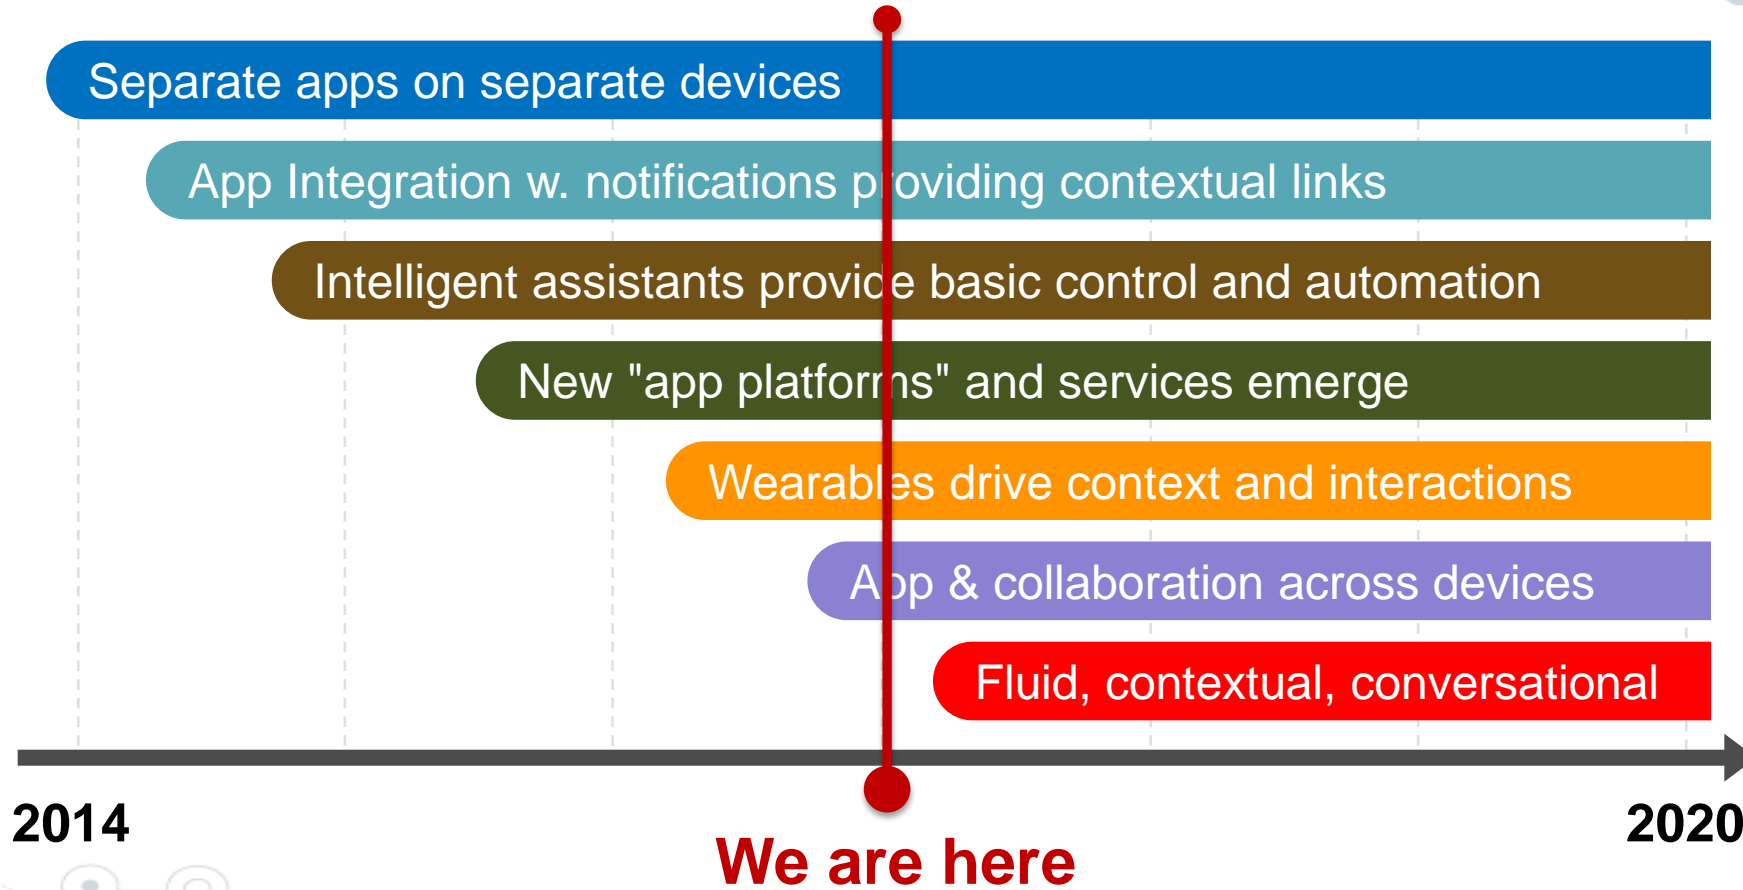 Separate apps on separate devices
App Integration w. notifications providing contextual links
Intelligent assistants provide basic control and automation
New "app platforms" and services emerge
Wearables drive context and interactions
App & collaboration across devices
Fluid, contextual, conversational
2014
2020
We are here